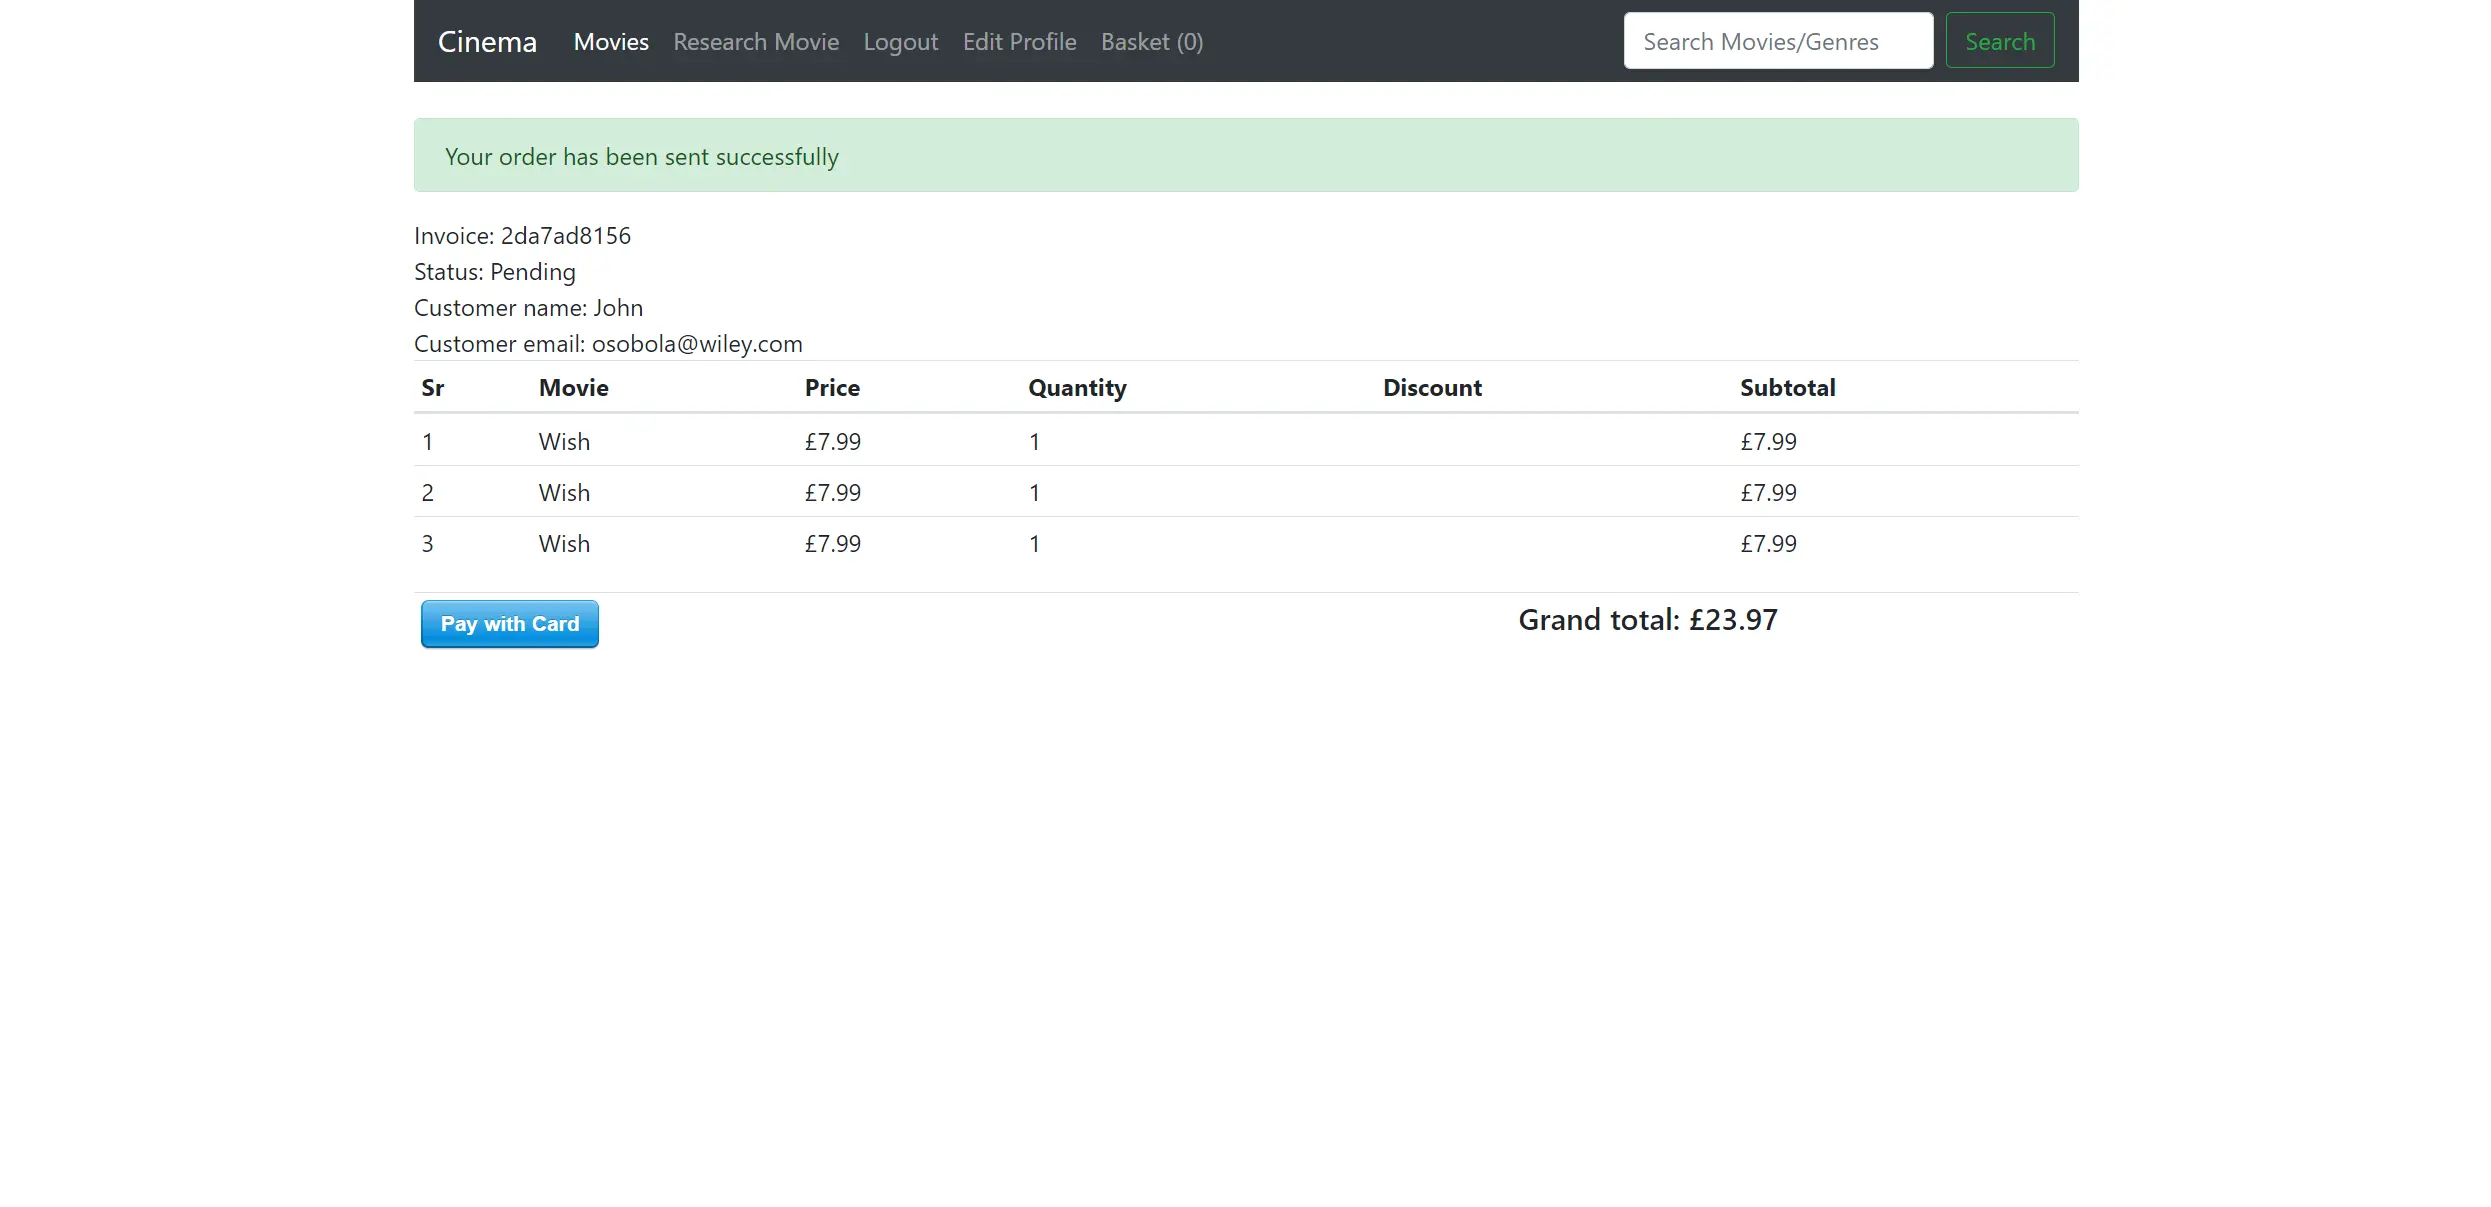 Cinema Movies Research Movie Logout Edit Profile Basket (0) Search Movies/Genres Search
Your order has been sent successfully
Invoice: 2da7ad8156
Status: Pending
Customer name: John
Customer email: osobola@wiley.com
Sr Movie Price Quantity Discount Subtotal
1 Wish £7.99 1 £7.99
2 Wish £7.99 1 £7.99
3 Wish £7.99 1 £7.99
Pay with Card Grand total: £23.97